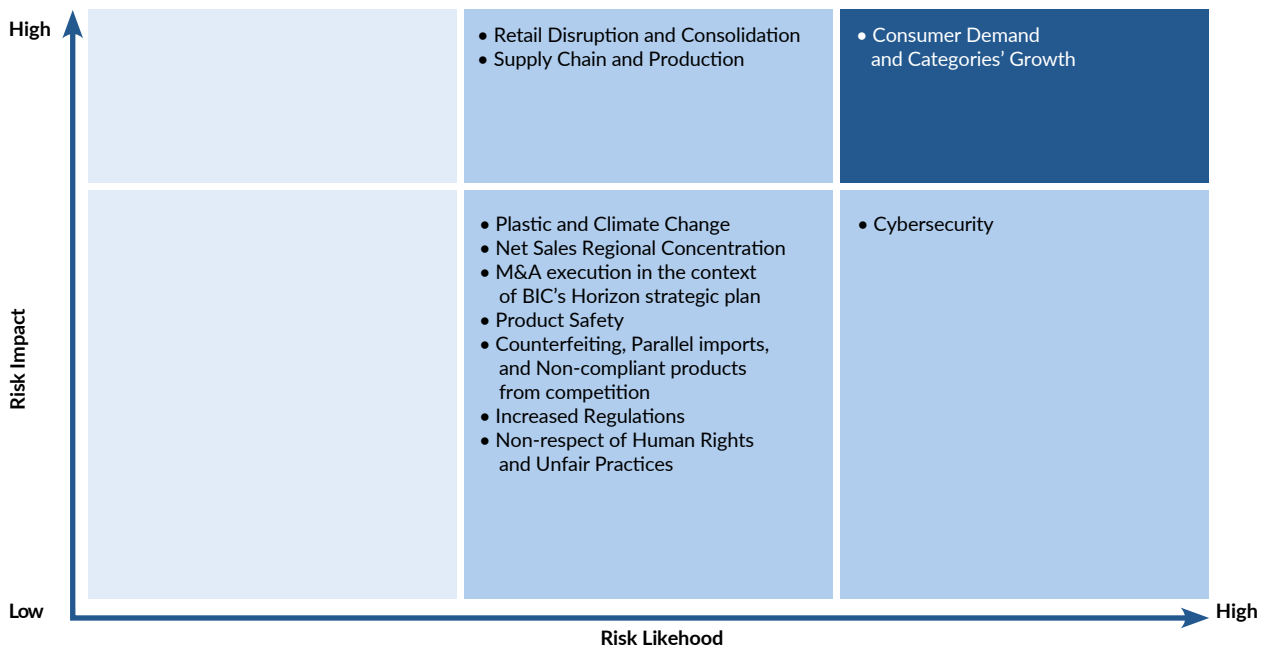 High
• Retail Disruption and Consolidation
• Supply Chain and Production
• Consumer Demand
and Categories’ Growth
• Plastic and Climate Change
• Net Sales Regional Concentration
• M&A execution in the context
of BIC’s Horizon strategic plan
• Product Safety
• Counterfeiting, Parallel imports,
and Non-compliant products
from competition
• Increased Regulations
• Non-respect of Human Rights
and Unfair Practices
• Cybersecurity
Risk Impact
Low
High
Risk Likehood